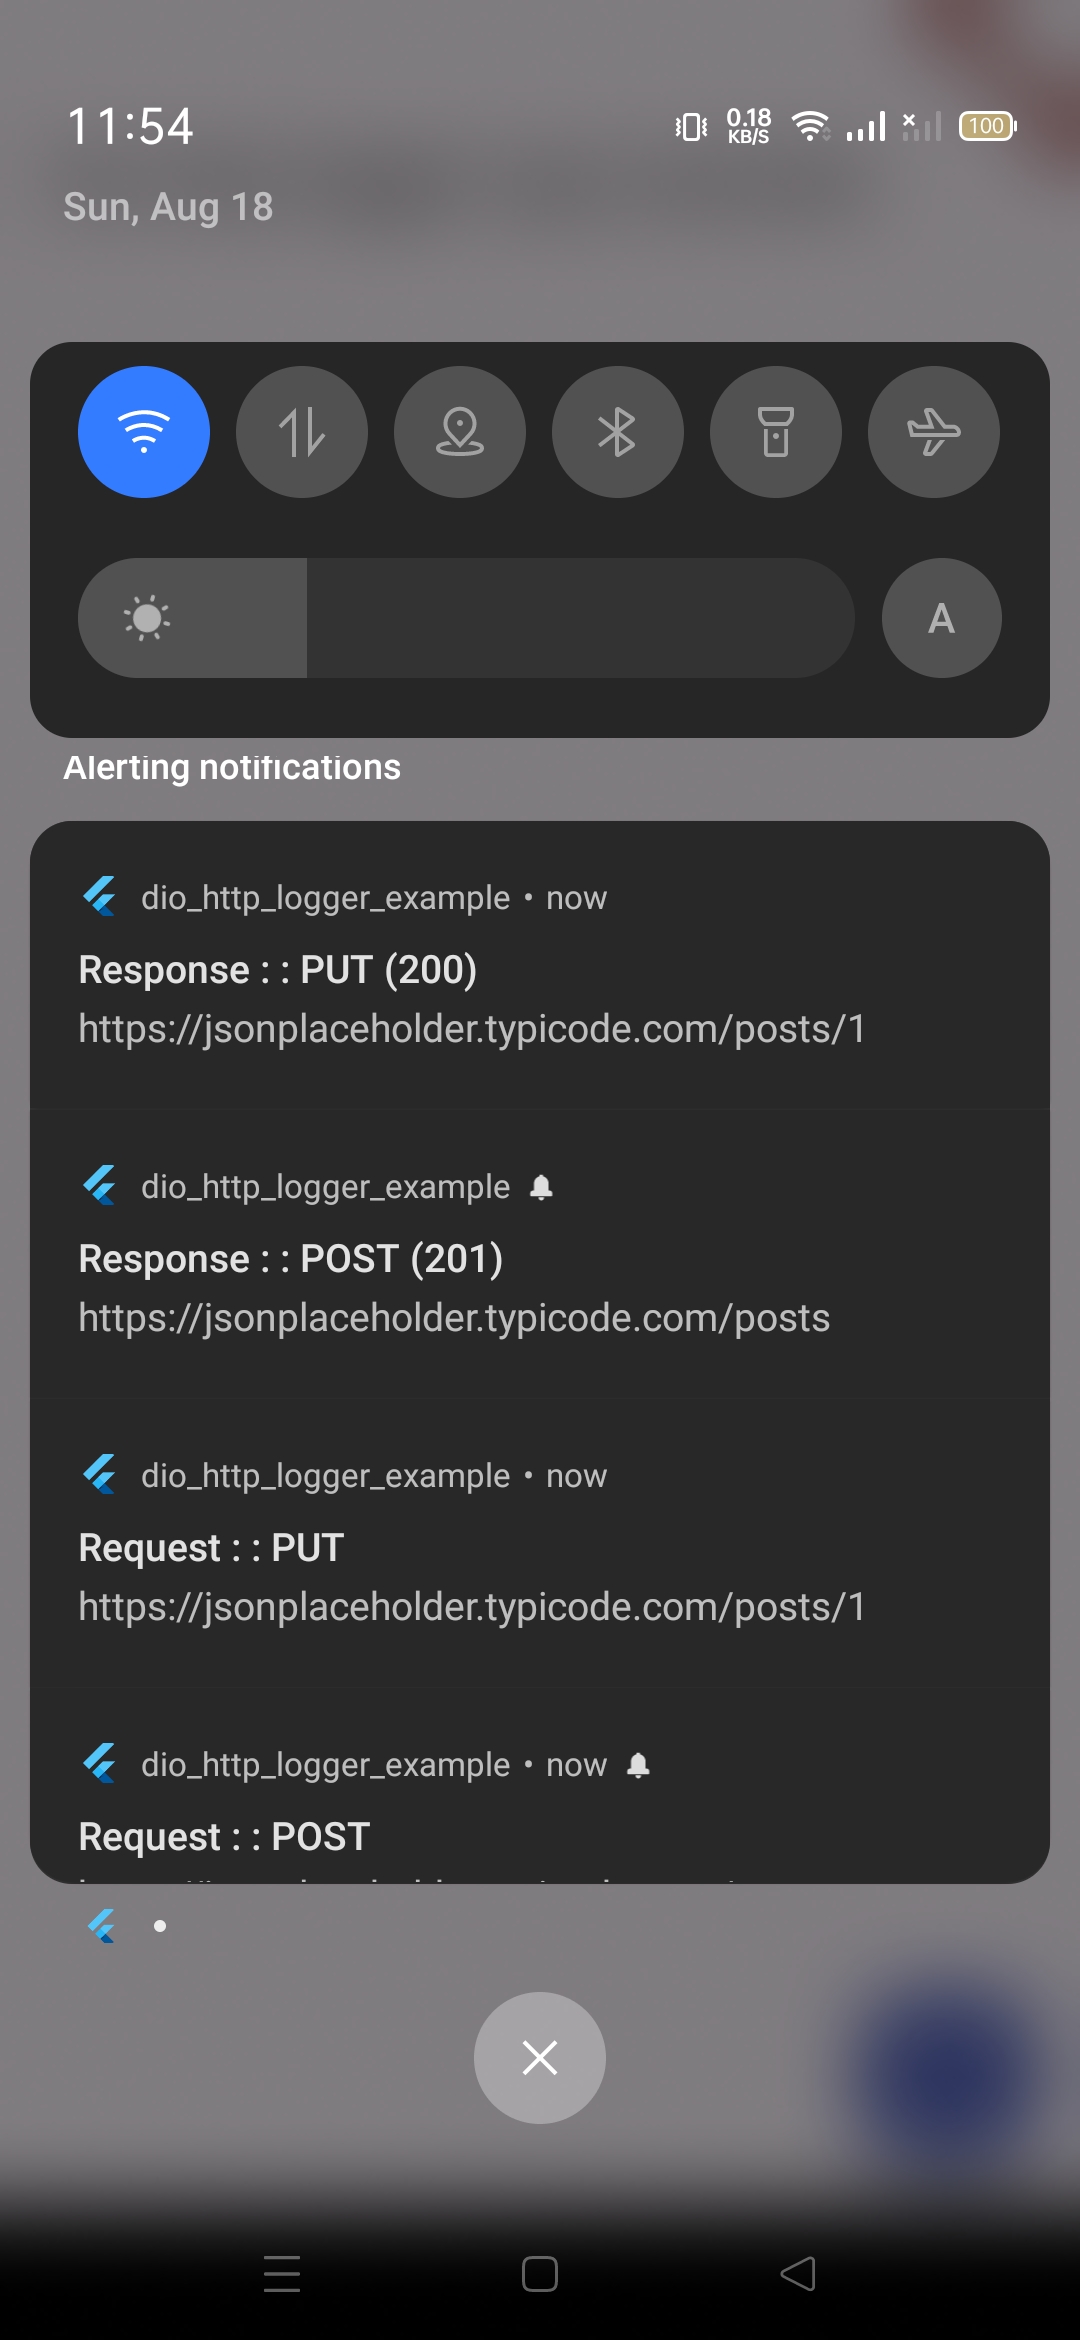 11:54
0.18
KB/S
100
Sun, Aug 18
A
Alerting notifications
dio_http_logger_example • now
Response : : PUT (200)
https://jsonplaceholder.typicode.com/posts/1
dio_http_logger_example
Response : : POST (201)
https://jsonplaceholder.typicode.com/posts
dio_http_logger_example • now
Request : : PUT
https://jsonplaceholder.typicode.com/posts/1
dio_http_logger_example • now
Request : : POST